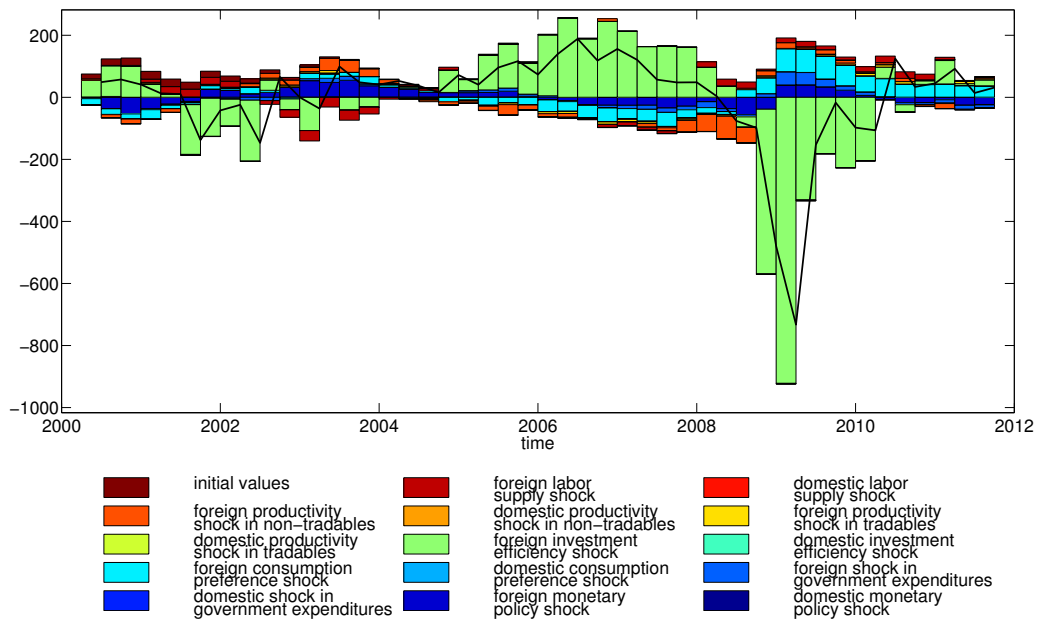 200
0
−200
−400
−600
−800
−1000
2000
2002
2004
2006
2008
2010
2012
time
initial values
foreign labor
supply shock
domestic labor
supply shock
foreign productivity
shock in non−tradables
domestic productivity
shock in non−tradables
foreign productivity
shock in tradables
domestic productivity
shock in tradables
foreign investment
efficiency shock
domestic investment
efficiency shock
foreign consumption
preference shock
domestic consumption
preference shock
foreign shock in
government expenditures
domestic shock in
government expenditures
foreign monetary
policy shock
domestic monetary
policy shock